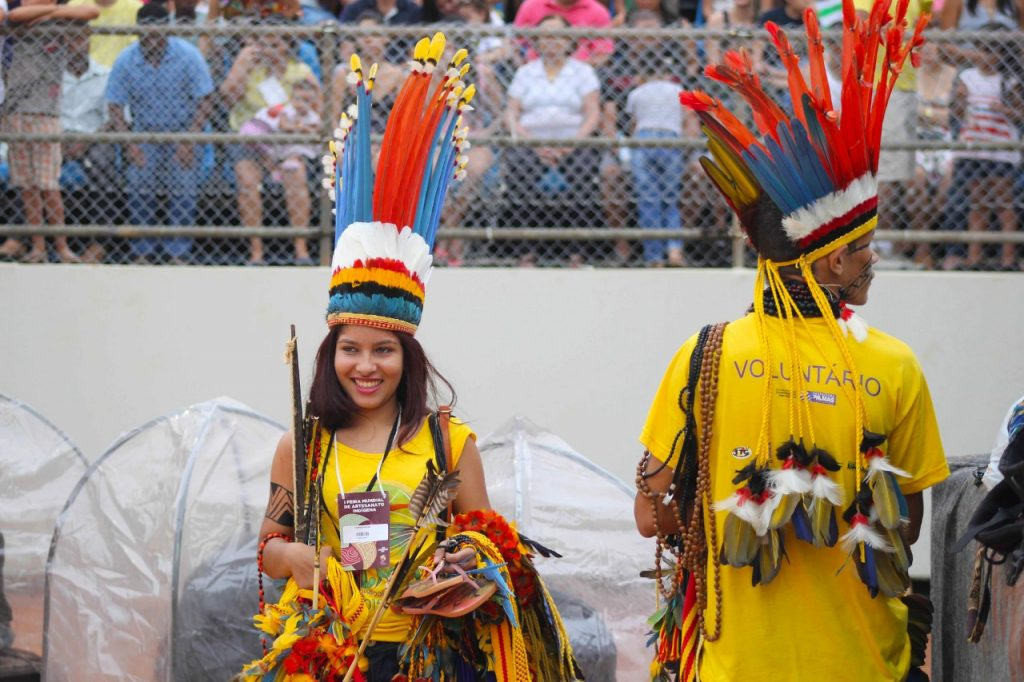 I FEIRA MUNDIAL
DE ARTESANATO
INDÍGENA
VOLUNTÁRIO
PALMAS